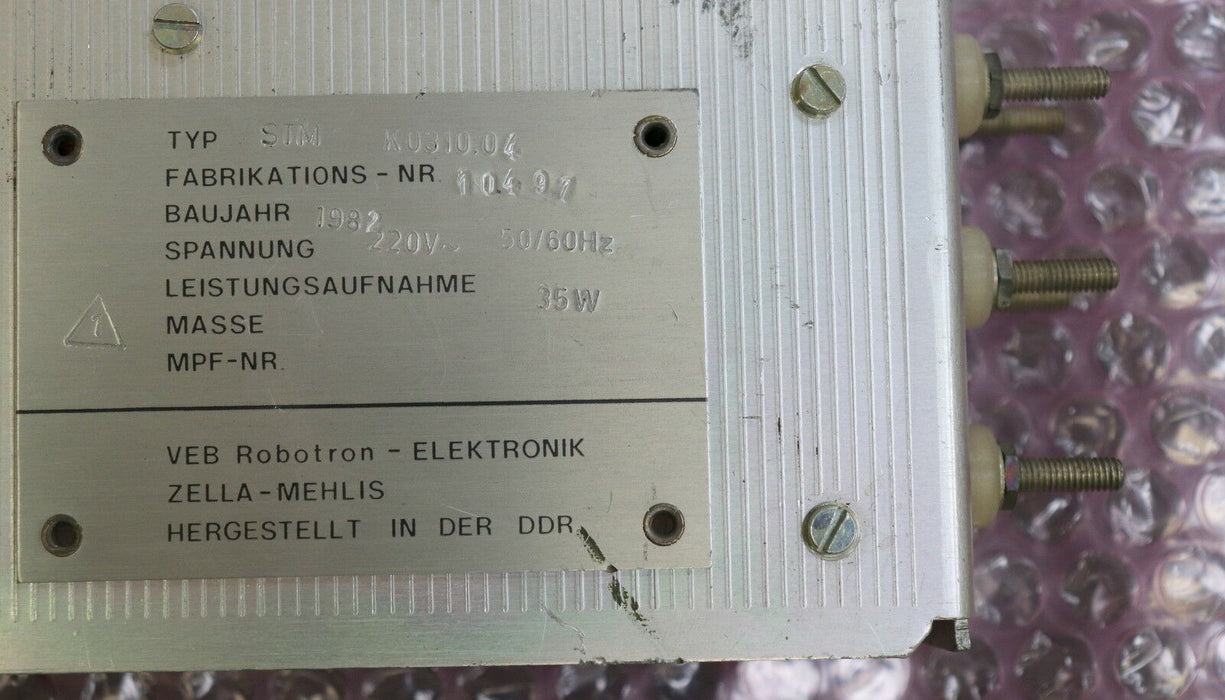 TYP STM K0310.04
FABRIKATIONS-NR. 10497
BAUJAHR 1982
SPANNUNG 220V~ 50/60Hz
LEISTUNGSAUFNAHME 35W
1
MASSE
MPF-NR.
VEB Robotron-ELEKTRONIK
ZELLA-MEHLIS
HERGESTELLT IN DER DDR